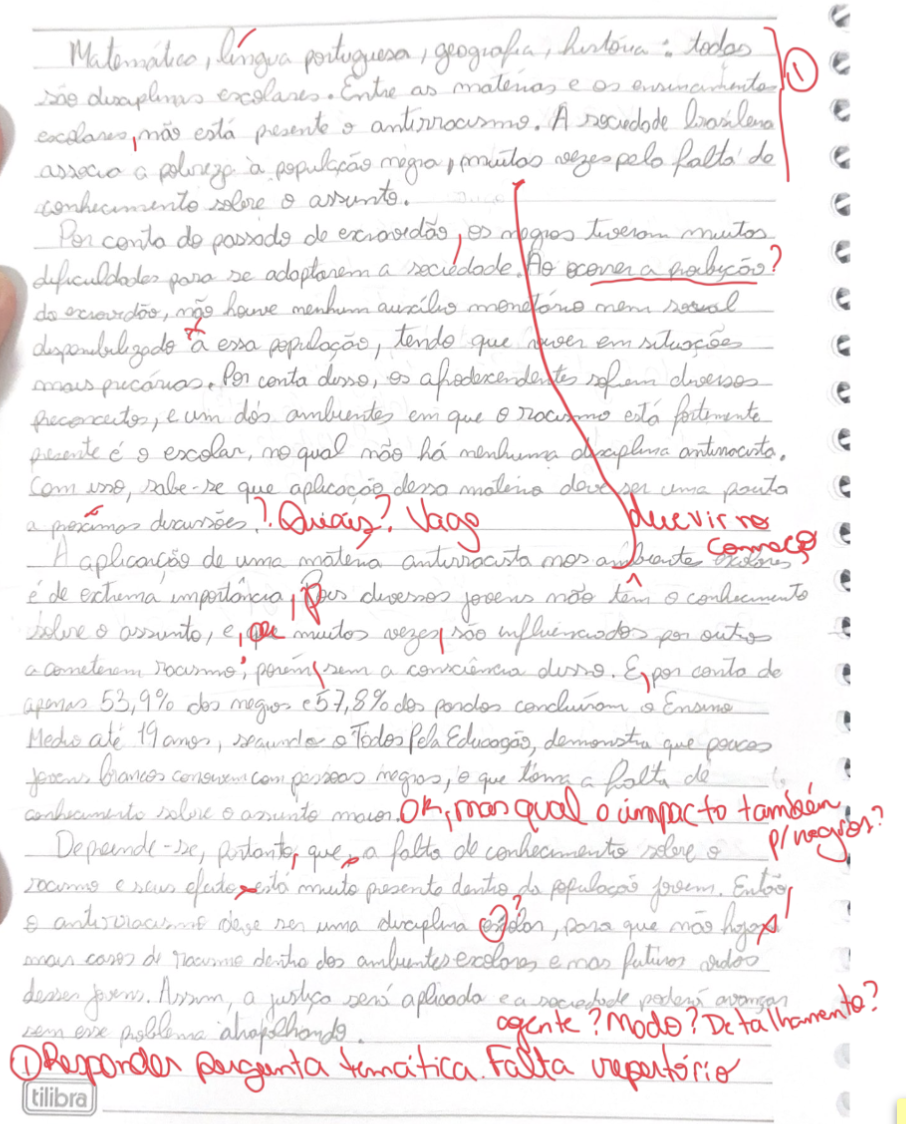 Matemática, língua portuguesa, geografia, história: todas
são disciplinas escolares. Entre as matérias e os ensinamentos
①
escolares, não está presente o antirracismo. A sociedade brasileira
associa a pobreza à população negra, muitas vezes pela falta de
conhecimento sobre o assunto.
Por conta do passado de escravidão, os negros tiveram muitas
dificuldades para se adaptarem a sociedade. Ao ocorrer a proibição?
da escravidão, não houve nenhum auxílio monetário nem social
disponibilizado à essa população, tendo que viver em situações
mais precárias. Por conta disso, os afrodescendentes sofrem diversos
preconceitos, e um dos ambientes em que o racismo está fortemente
presente é o escolar, no qual não há nenhuma disciplina antirracista.
Com isso, sabe-se que aplicação dessa matéria deve ser uma pauta
a próximas discussões. ? Quais? Vago
deve vir no
começo
A aplicação de uma matéria antirracista nos ambientes escolares,
é de extrema importância, pois diversos jovens não têm o conhecimento
sobre o assunto, e, que muitas vezes, são influenciados por outros
a cometerem racismo; porém, sem a consciência disso. E, por conta de
apenas 53,9% dos negros e 57,8% dos pardos concluíram o Ensino
Medio até 19 anos, segundo o Todos Pela Educação, demonstra que poucos
jovens brancos convivem com pessoas negras, o que torna a falta de
conhecimento sobre o assunto maior. OK, mas qual o impacto também
p/ negros?
Depreende-se, portanto, que, a falta de conhecimento sobre o
racismo e seus efeitos está muito presente dentro da população jovem. Então,
o antirracismo deve ser uma disciplina escolar, para que não haja ?
mais casos de racismo dentro dos ambientes escolares e nas futuras vidas
desses jovens. Assim, a justiça será aplicada e a sociedade poderá avançar
sem esse problema atrapalhando.
agente? Modo? Detalhamento?
① Responder pergunta temática. Falta repertório
tilibra